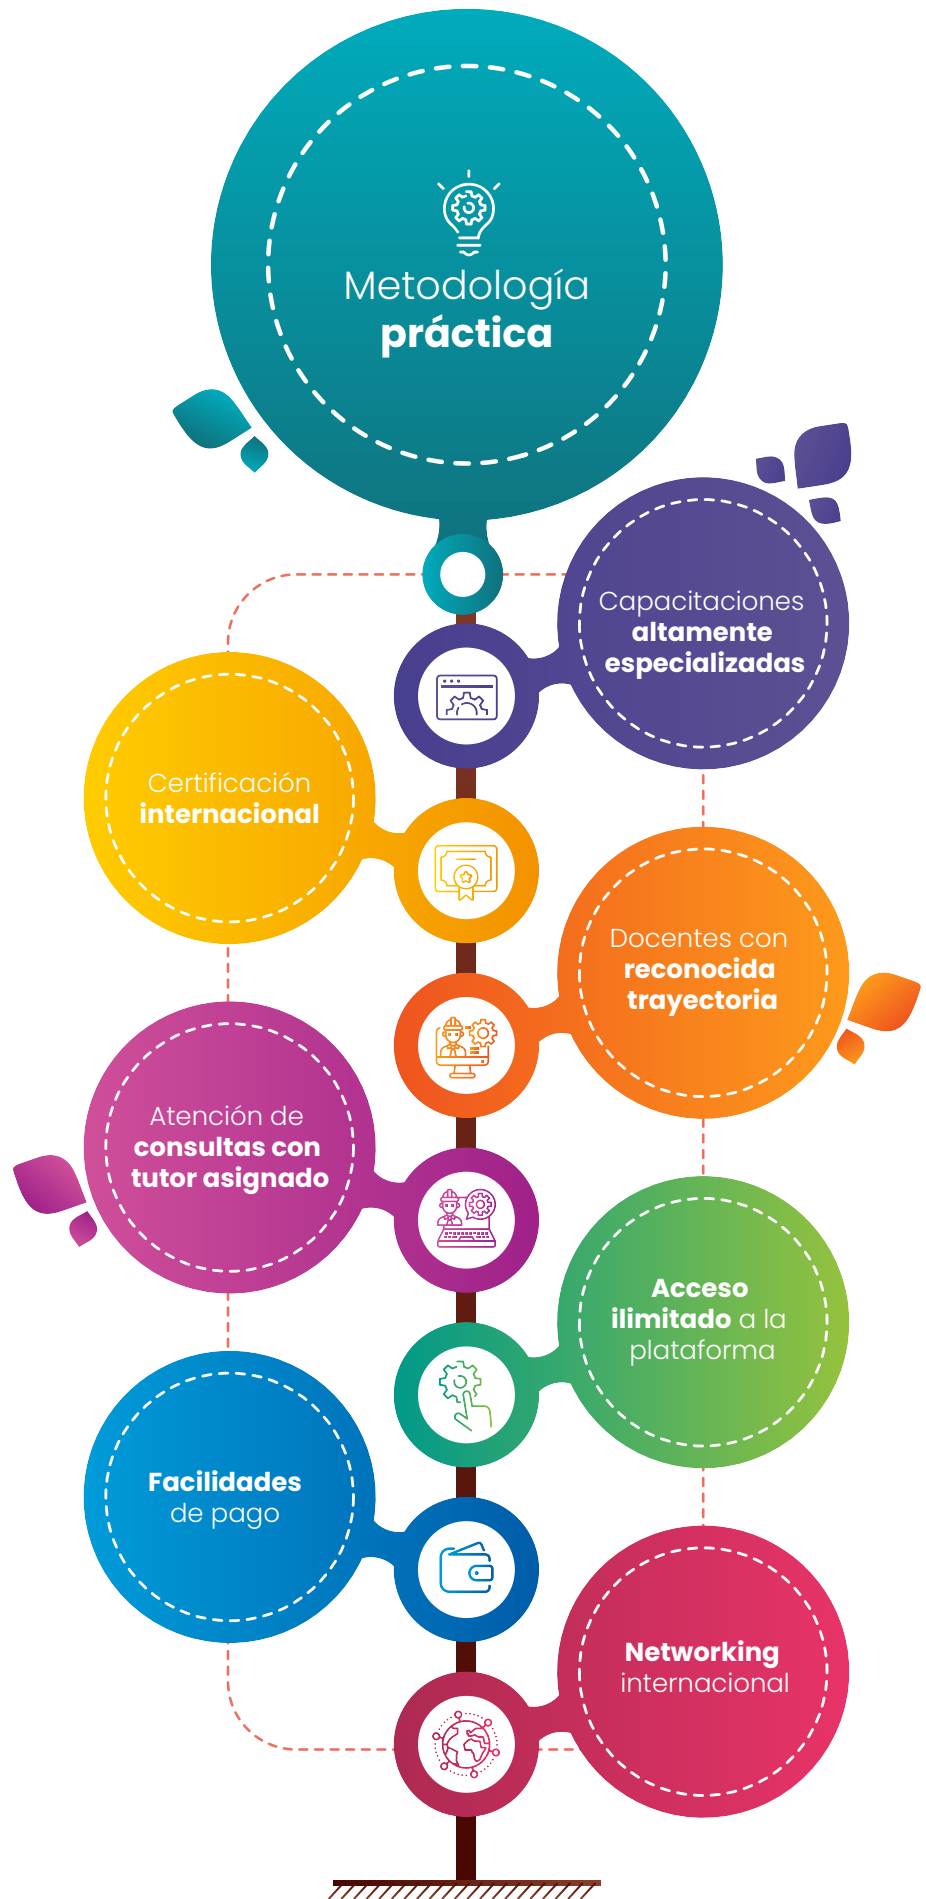 Metodología
práctica
Capacitaciones
altamente
especializadas
Certificación
internacional
Docentes con
reconocida
trayectoria
Atención de
consultas con
tutor asignado
Acceso
ilimitado a la
plataforma
Facilidades
de pago
Networking
internacional